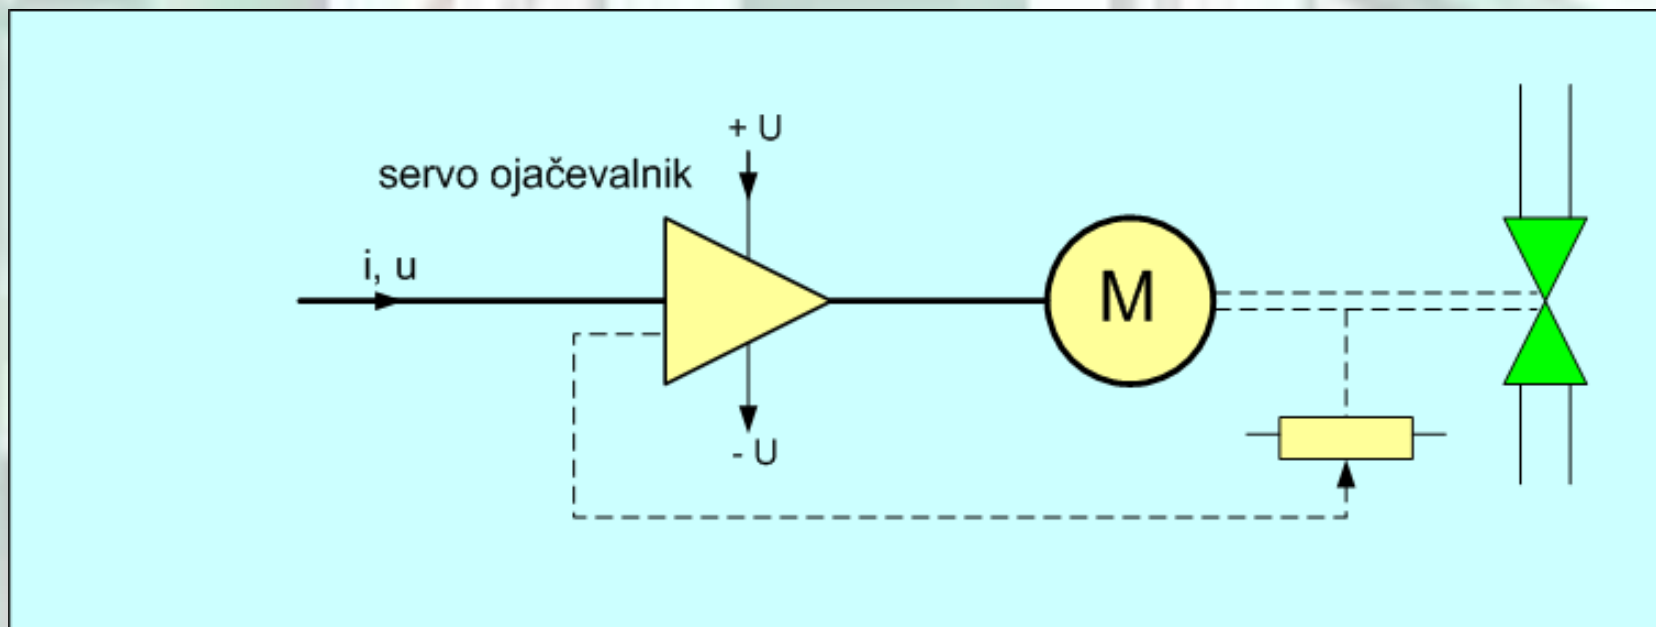 + U
servo ojačevalnik
i, u
M
- U